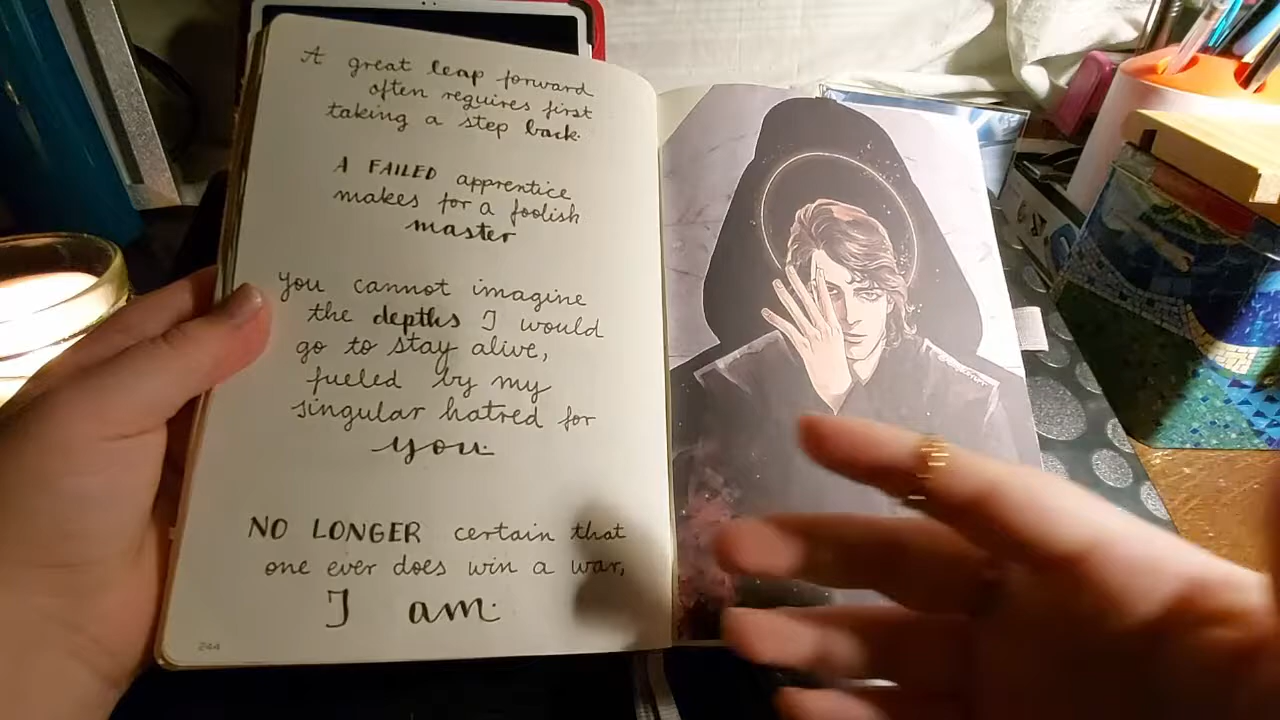 A great leap forward
often requires first
taking a step back.
A FAILED apprentice
makes for a foolish
master
you cannot imagine
the depths I would
go to stay alive,
fueled by my
singular hatred for
you.
NO LONGER certain that
one ever does win a war,
I am.
244